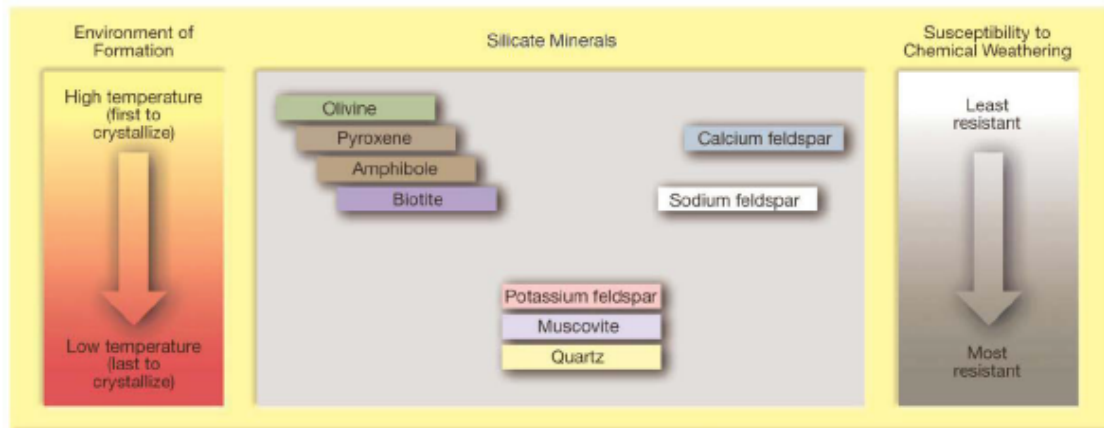 Environment of
Formation
Silicate Minerals
Susceptibility to
Chemical Weathering
High temperature
(first to
crystallize)
Low temperature
(last to
crystallize)
Olivine
Pyroxene
Amphibole
Biotite
Calcium feldspar
Sodium feldspar
Potassium feldspar
Muscovite
Quartz
Least
resistant
Most
resistant